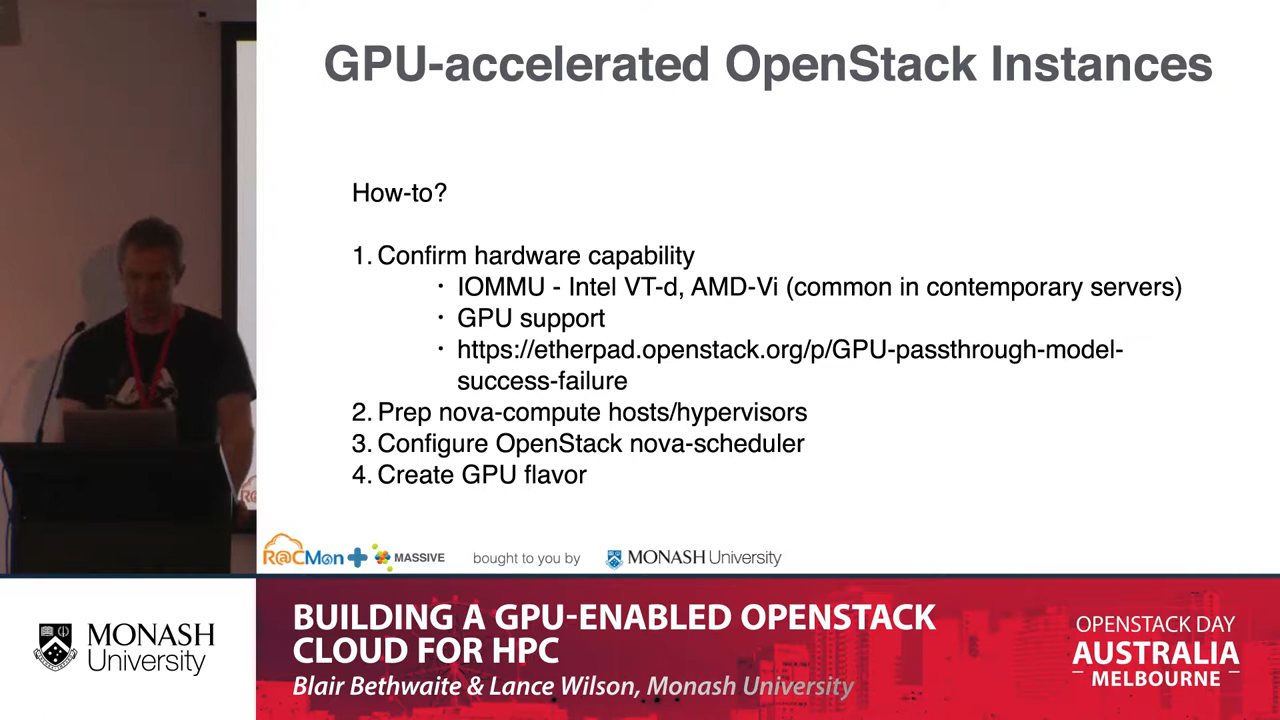 GPU-accelerated OpenStack Instances
How-to?
1. Confirm hardware capability
· IOMMU - Intel VT-d, AMD-Vi (common in contemporary servers)
· GPU support
· https://etherpad.openstack.org/p/GPU-passthrough-model-
success-failure
2. Prep nova-compute hosts/hypervisors
3. Configure OpenStack nova-scheduler
4. Create GPU flavor
R@CMon + MASSIVE bought to you by MONASH University
MONASH
University
BUILDING A GPU-ENABLED OPENSTACK
CLOUD FOR HPC
Blair Bethwaite & Lance Wilson, Monash University
OPENSTACK DAY
AUSTRALIA
MELBOURNE